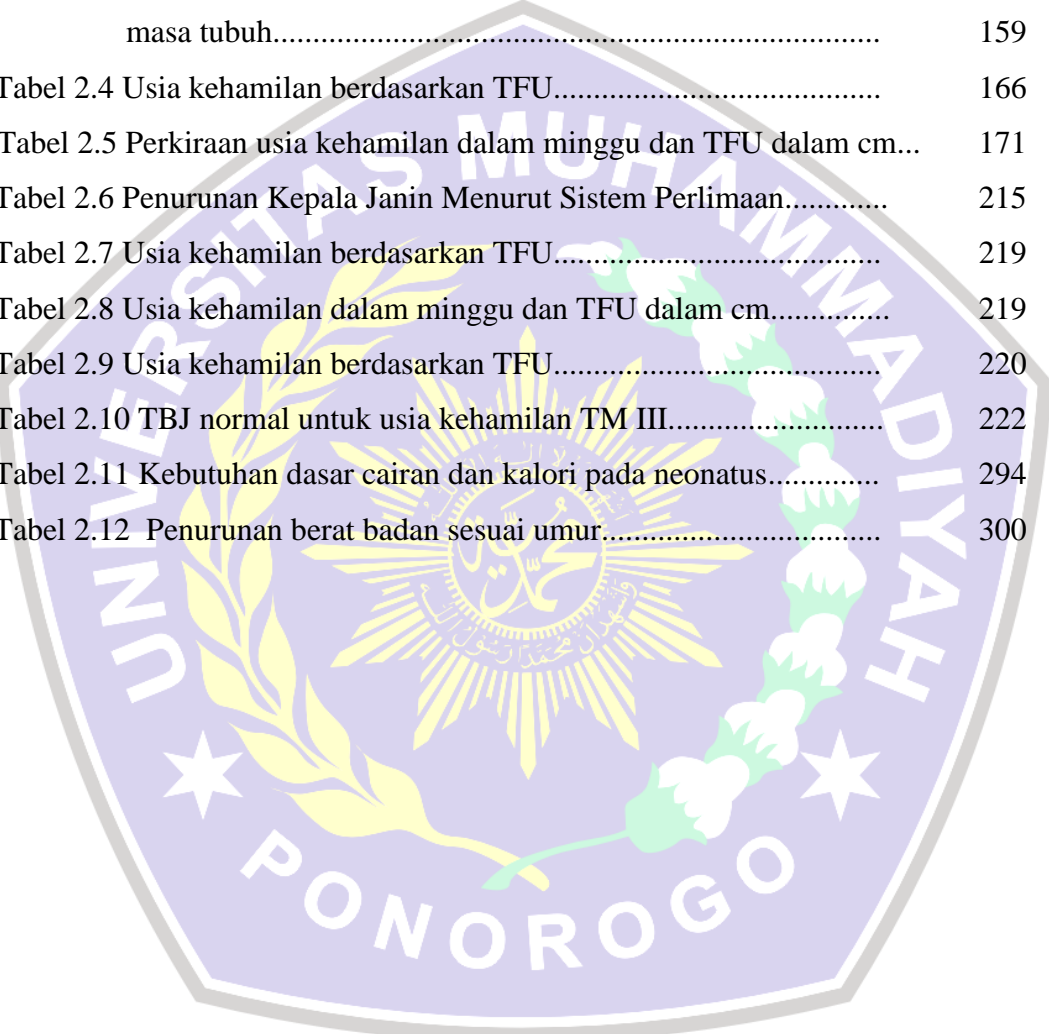 masa tubuh........................................................................ 159
Tabel 2.4 Usia kehamilan berdasarkan TFU....................................... 166
Tabel 2.5 Perkiraan usia kehamilan dalam minggu dan TFU dalam cm... 171
Tabel 2.6 Penurunan Kepala Janin Menurut Sistem Perlimaan............. 215
Tabel 2.7 Usia kehamilan berdasarkan TFU....................................... 219
Tabel 2.8 Usia kehamilan dalam minggu dan TFU dalam cm.............. 219
Tabel 2.9 Usia kehamilan berdasarkan TFU....................................... 220
Tabel 2.10 TBJ normal untuk usia kehamilan TM III.......................... 222
Tabel 2.11 Kebutuhan dasar cairan dan kalori pada neonatus............. 294
Tabel 2.12 Penurunan berat badan sesuai umur................................. 300
UNIVERSITAS MUHAMMADIYAH
PONOROGO